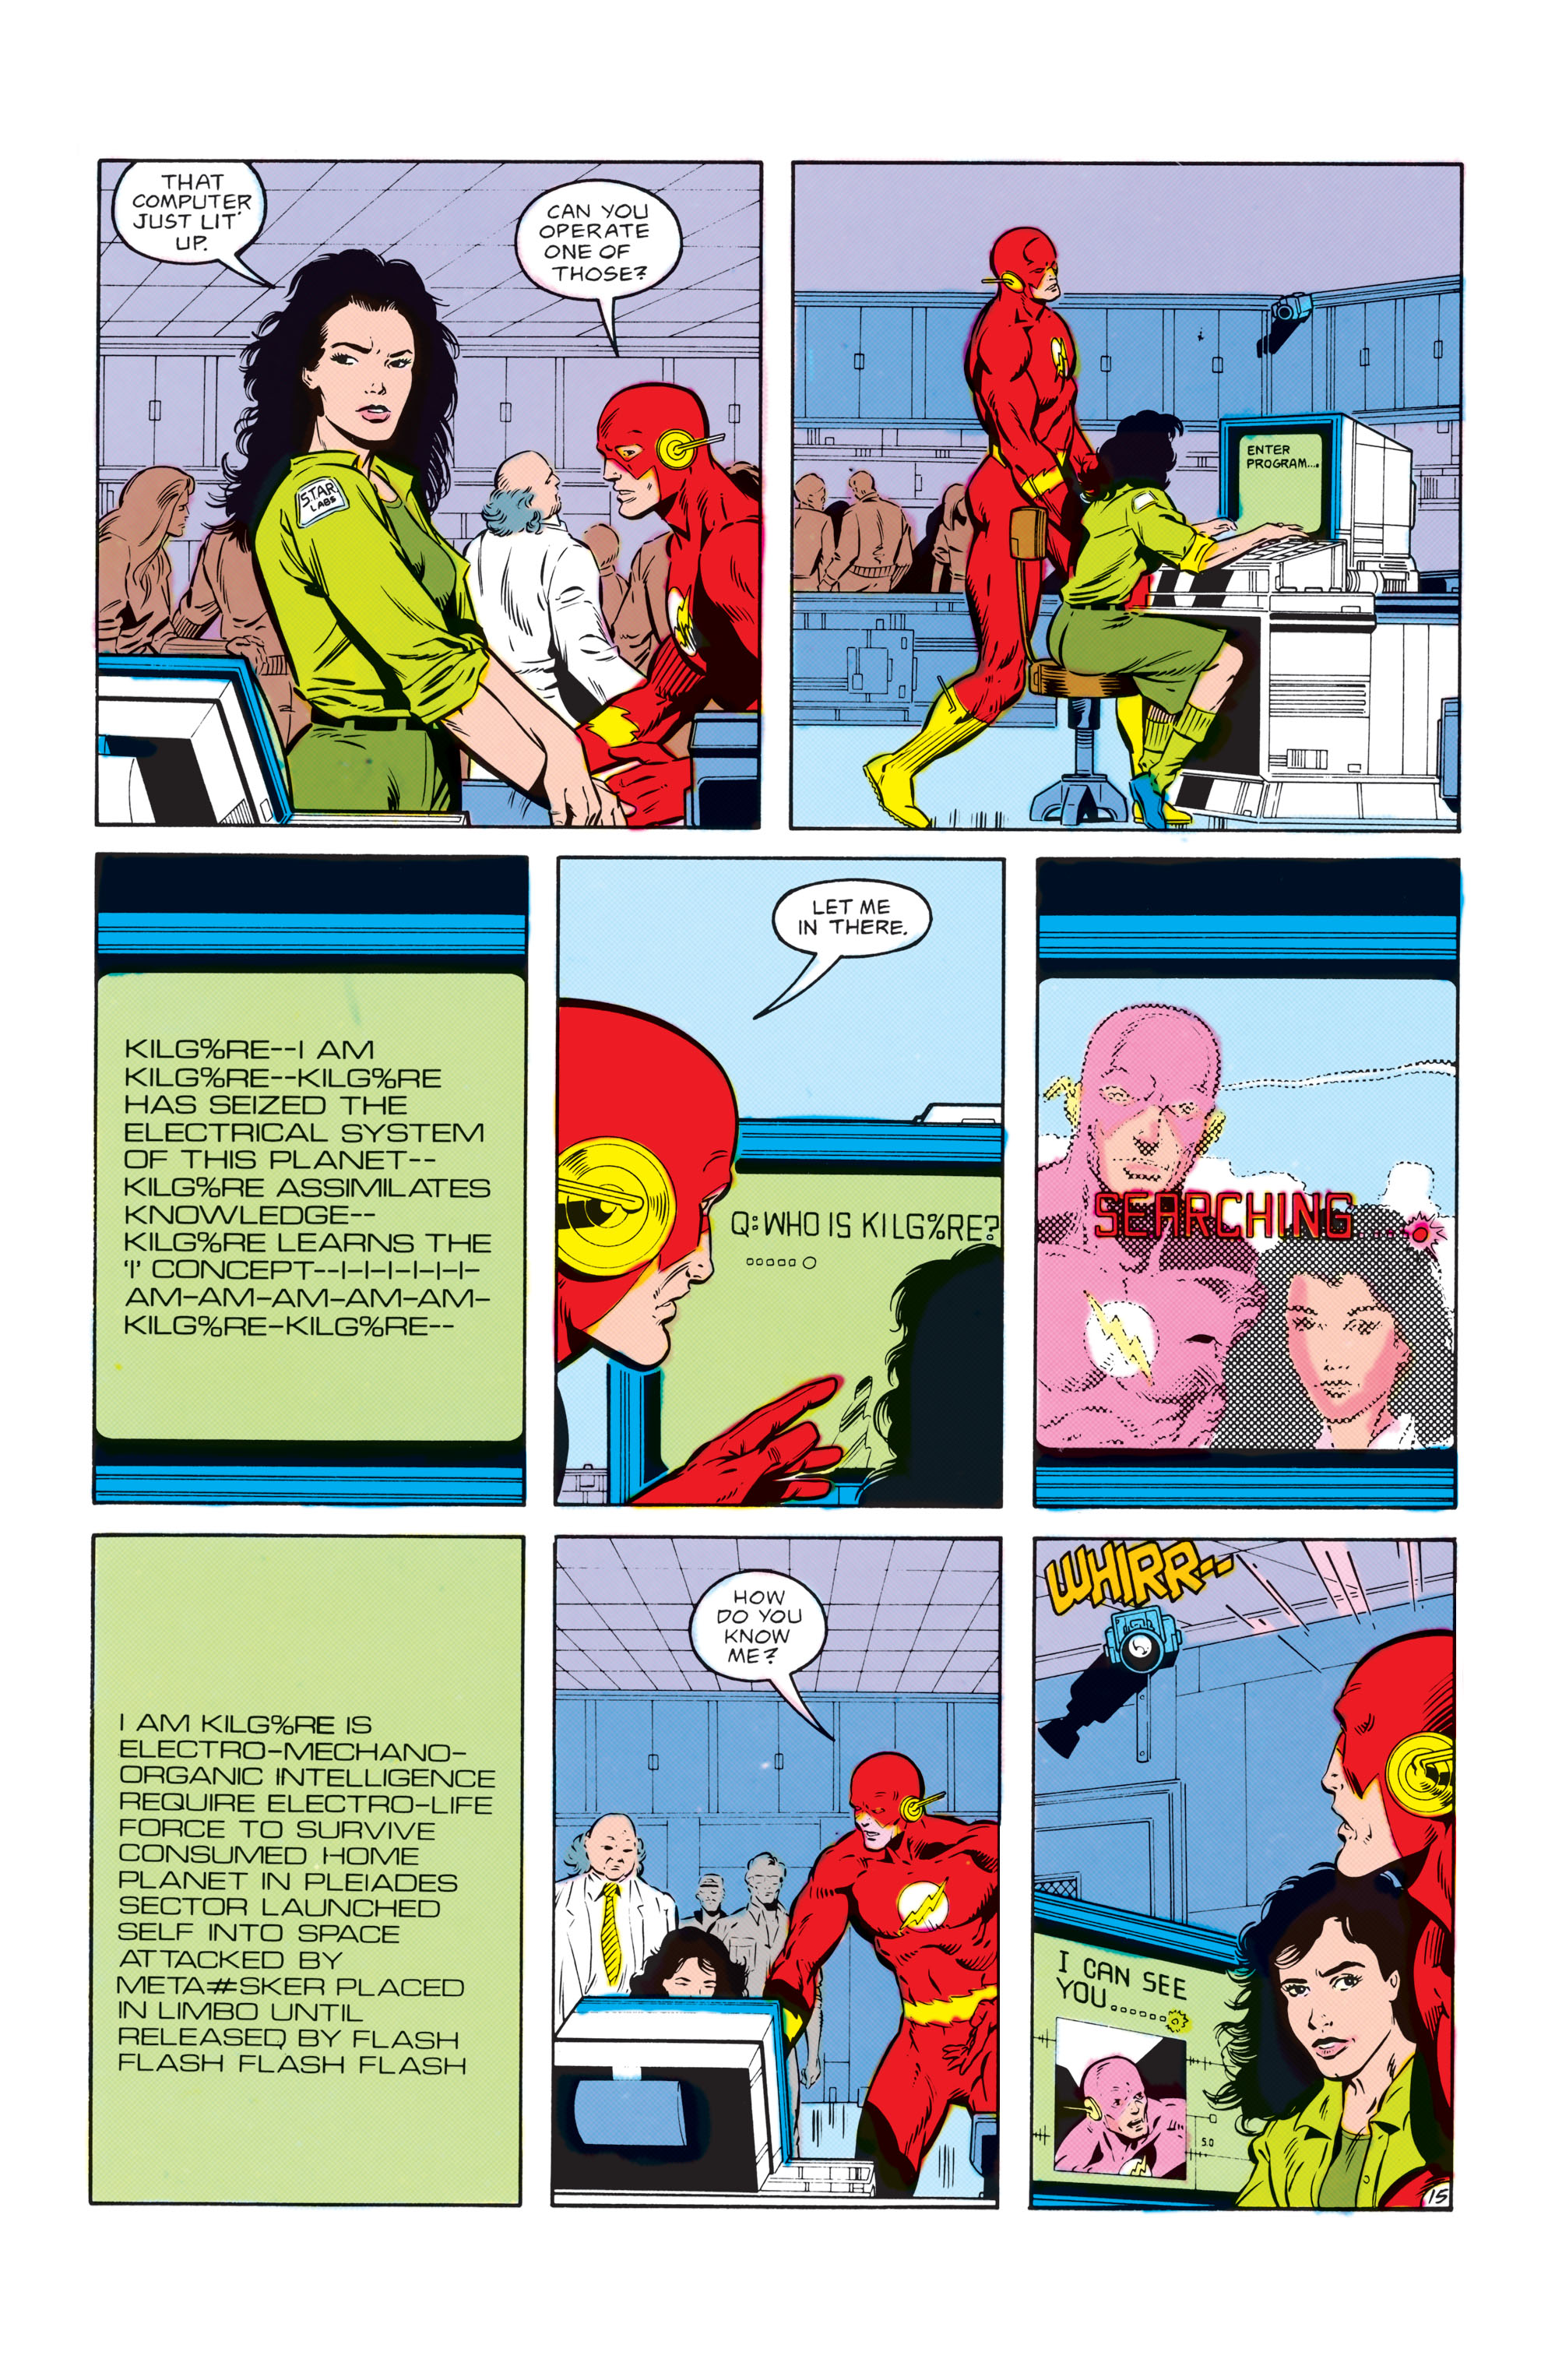 THAT
COMPUTER
JUST LIT'
UP.
CAN YOU
OPERATE
ONE OF
THOSE?
S.T.A.R.
LABS
ENTER
PROGRAM....
KILG%RE--I AM
KILG%RE--KILG%RE
HAS SEIZED THE
ELECTRICAL SYSTEM
OF THIS PLANET--
KILG%RE ASSIMILATES
KNOWLEDGE--
KILG%RE LEARNS THE
'I' CONCEPT--I-I-I-I-I-I-
AM-AM-AM-AM-AM-
KILG%RE-KILG%RE--
LET ME
IN THERE.
Q: WHO IS KILG%RE?
SEARCHING
I AM KILG%RE IS
ELECTRO-MECHANO-
ORGANIC INTELLIGENCE
REQUIRE ELECTRO-LIFE
FORCE TO SURVIVE
CONSUMED HOME
PLANET IN PLEIADES
SECTOR LAUNCHED
SELF INTO SPACE
ATTACKED BY
META#SKER PLACED
IN LIMBO UNTIL
RELEASED BY FLASH
FLASH FLASH FLASH
HOW
DO YOU
KNOW
ME?
WHIRR--
I CAN SEE
YOU......
5.0
15